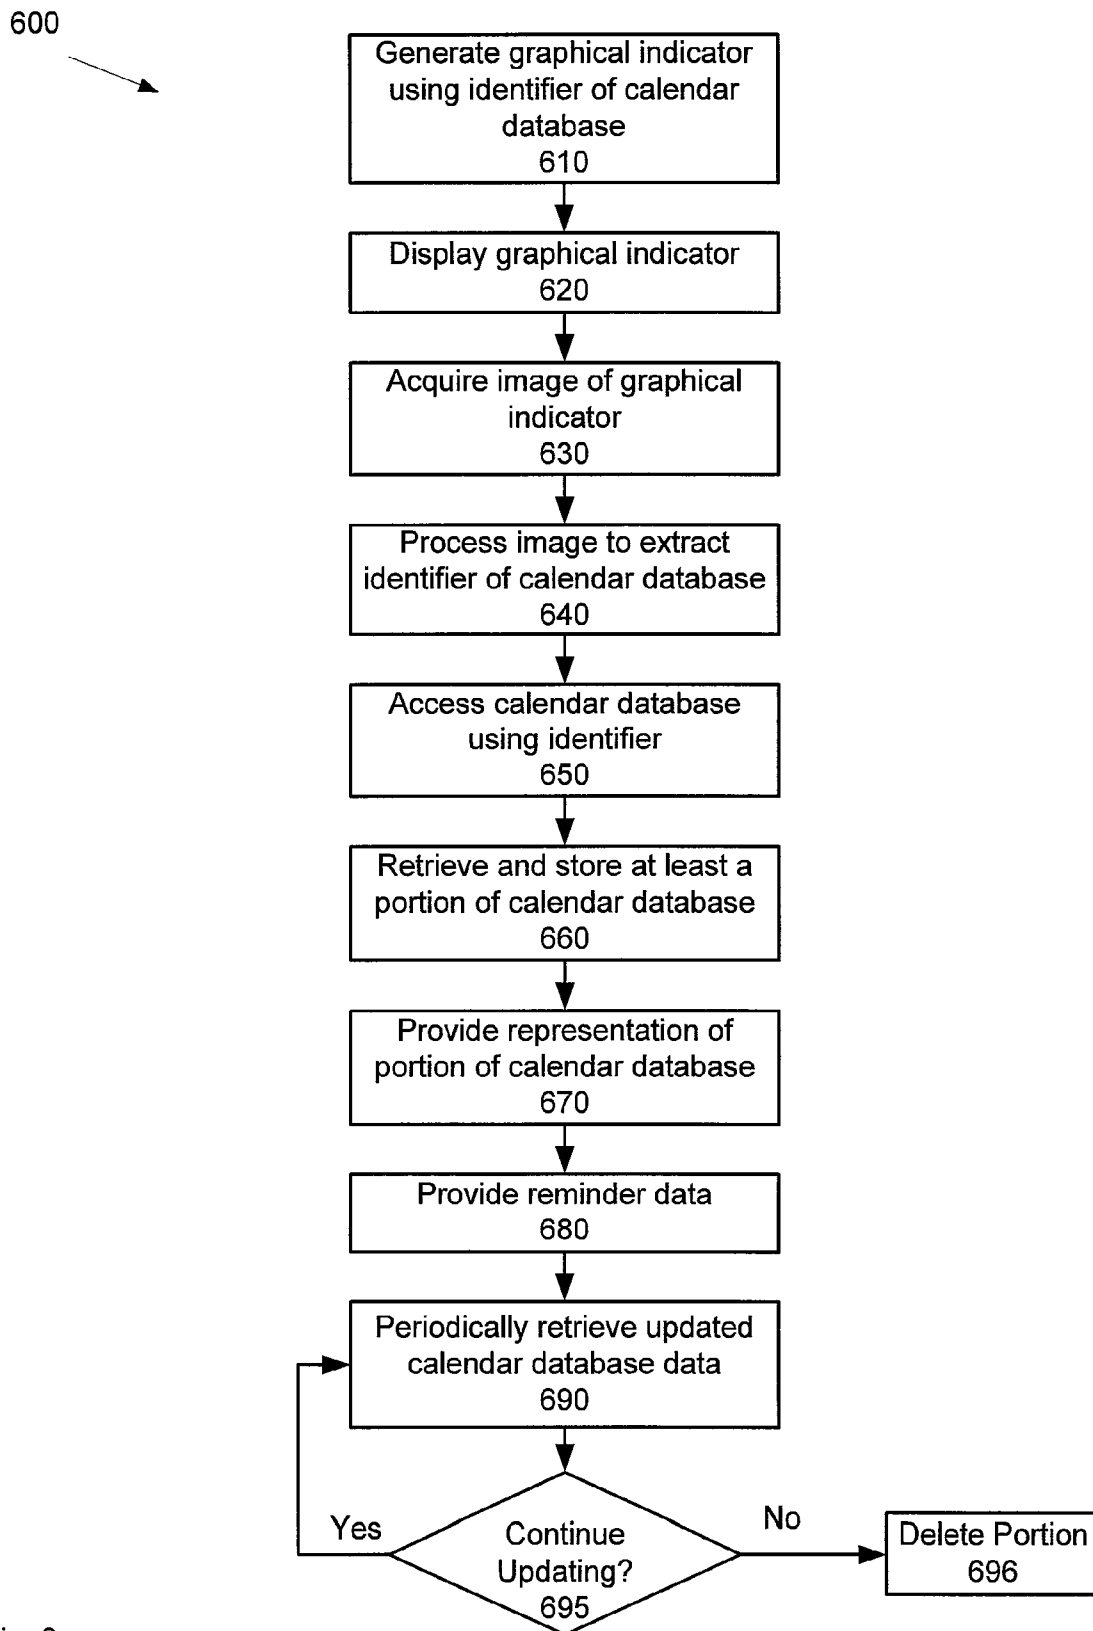 600
Generate graphical indicator
using identifier of calendar
database
610
Display graphical indicator
620
Acquire image of graphical
indicator
630
Process image to extract
identifier of calendar database
640
Access calendar database
using identifier
650
Retrieve and store at least a
portion of calendar database
660
Provide representation of
portion of calendar database
670
Provide reminder data
680
Periodically retrieve updated
calendar database data
690
Yes
Continue
Updating?
695
No
Delete Portion
696